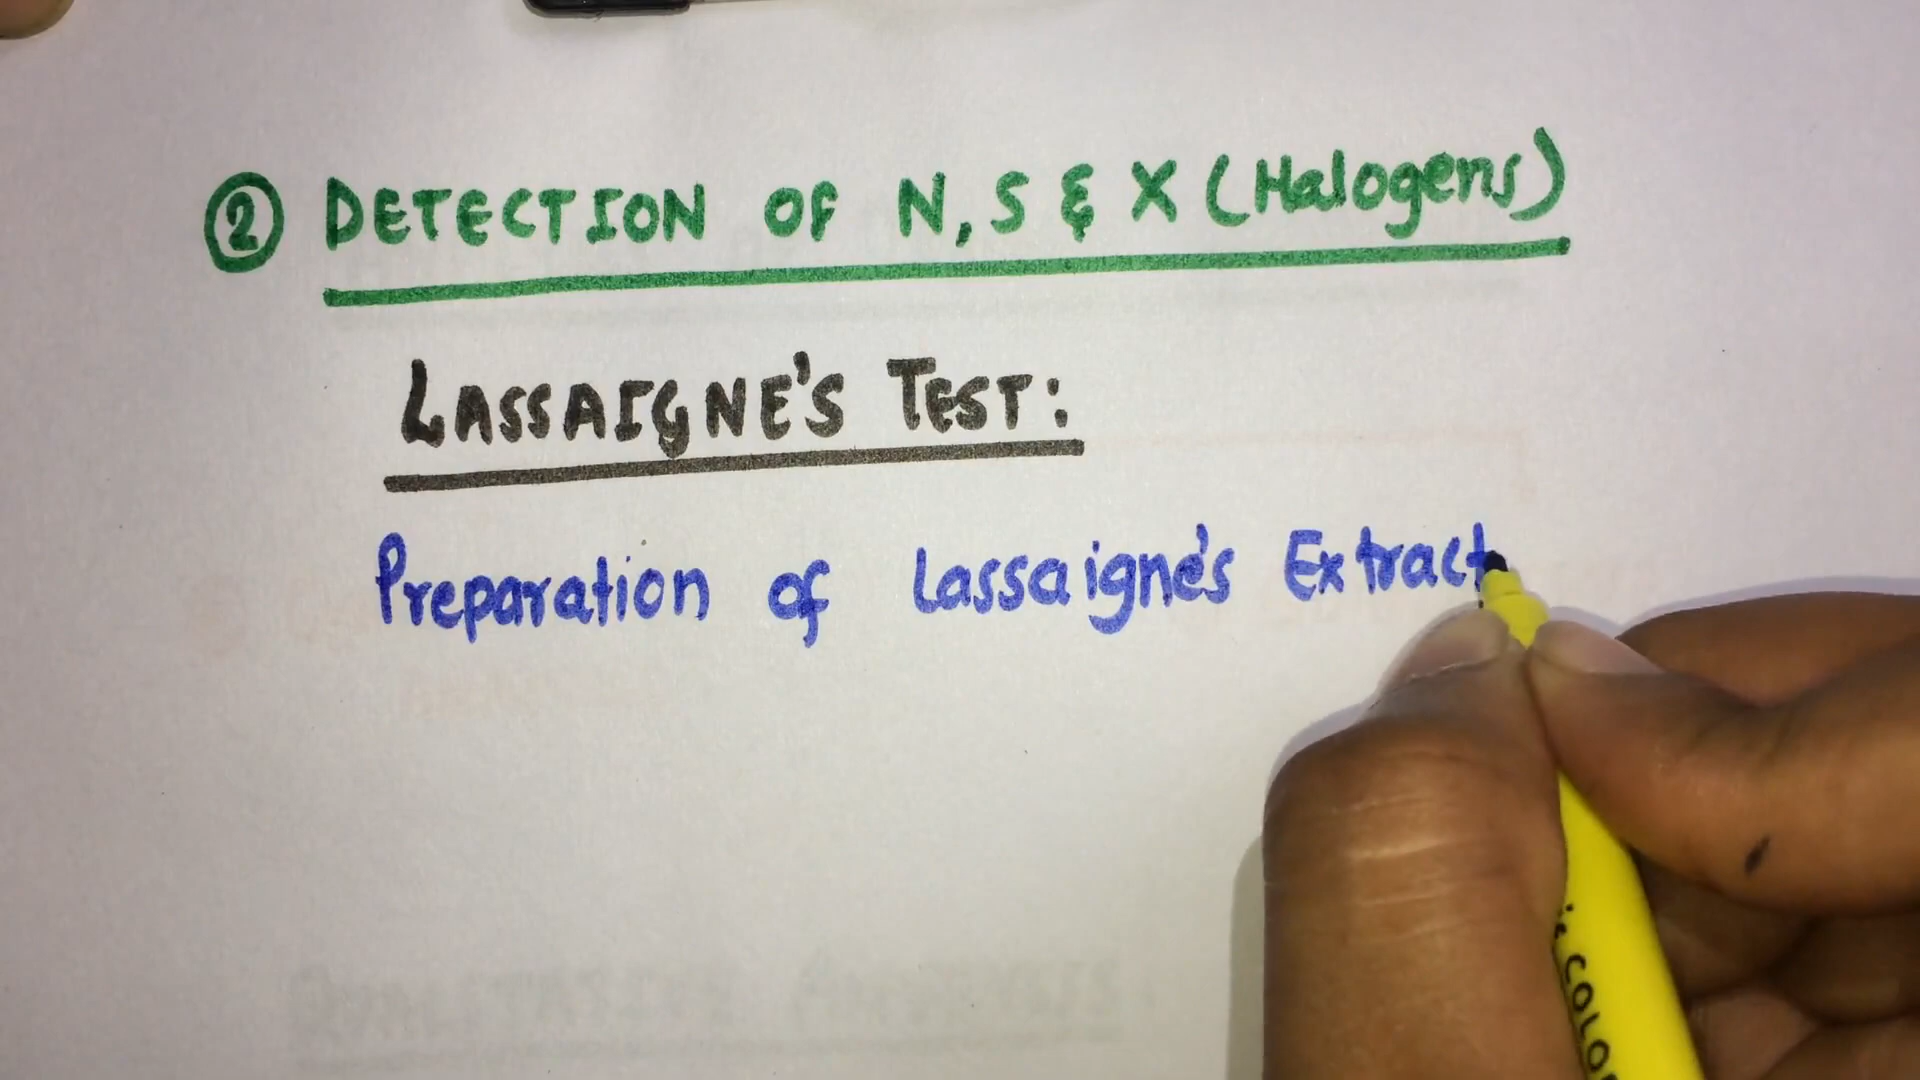 ② DETECTION OF N, S & X (Halogens)
LASSAIGNE'S TEST:
Preparation of Lassaigne's Extract